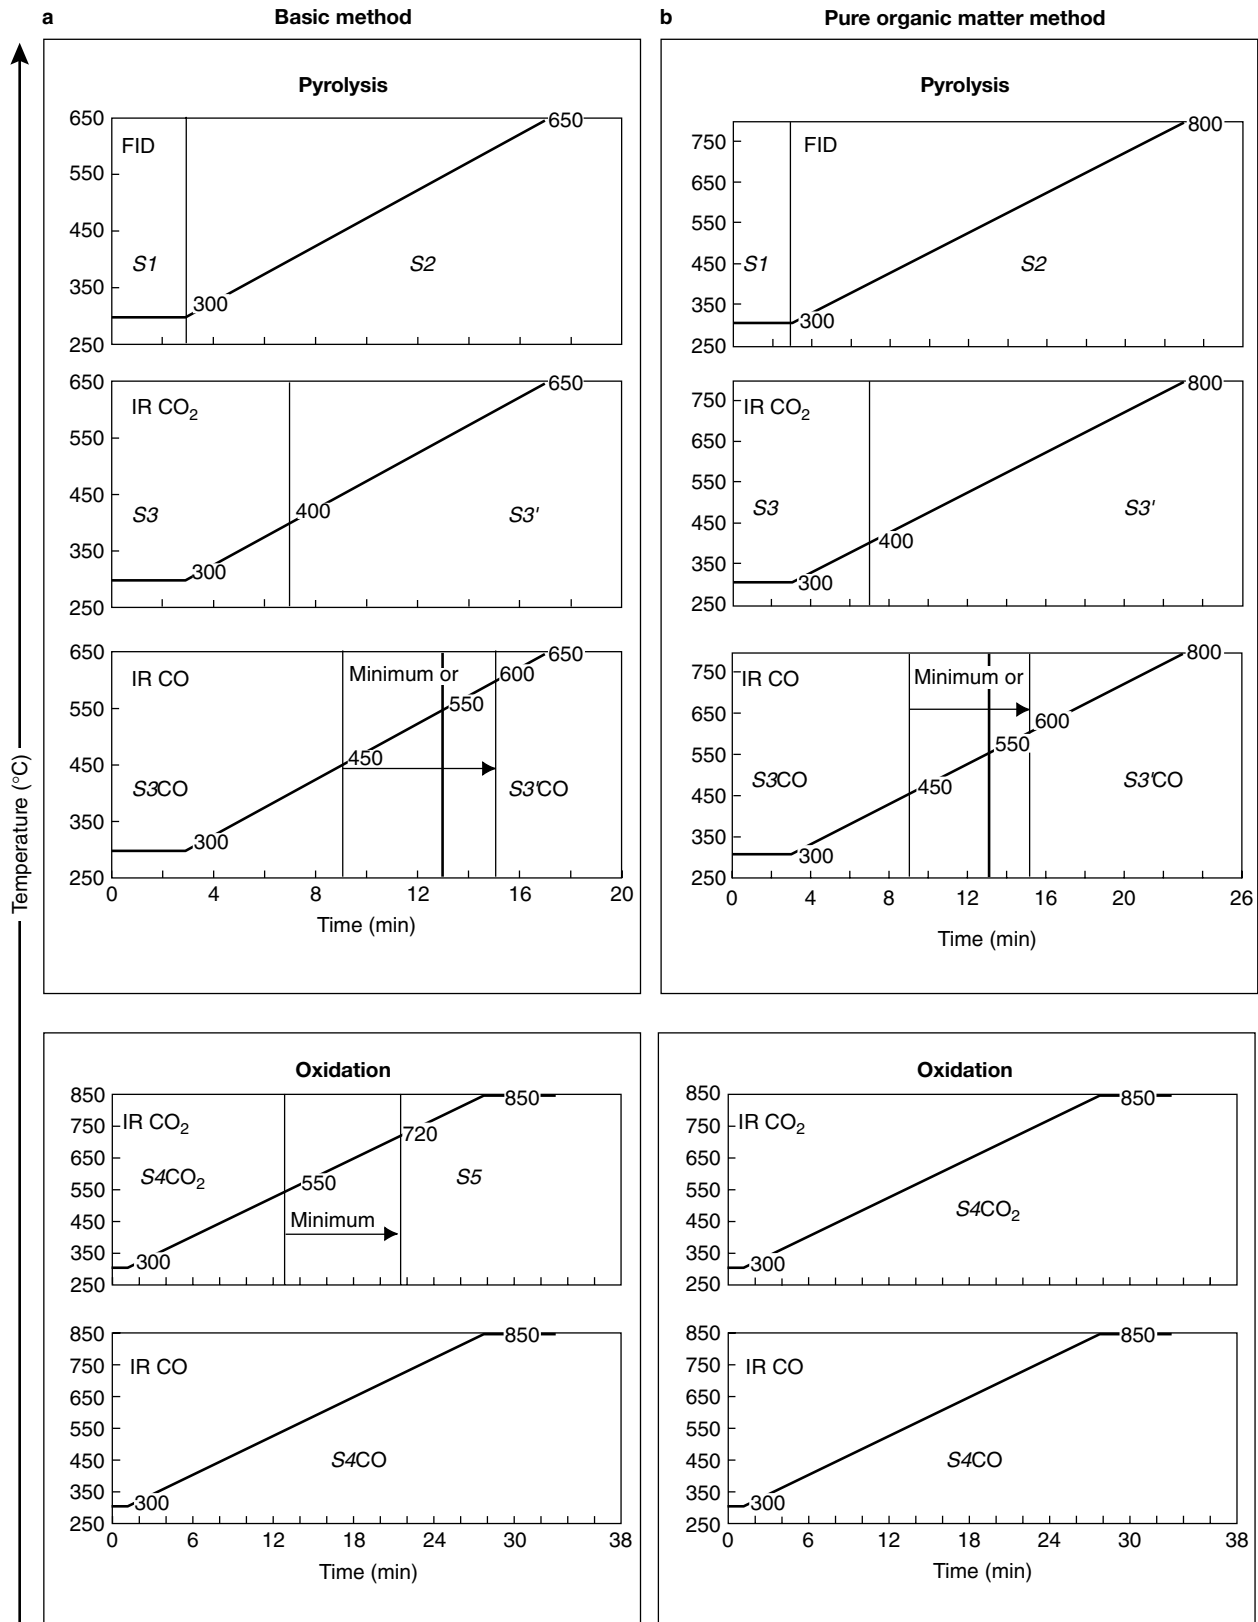 a Basic method
b Pure organic matter method
Temperature (°C)
Pyrolysis
650 FID 650
550
450
350 S1 S2
300
250
650 IR CO2 650
550
450 400
S3 S3'
350
300
250
650 IR CO Minimum or 650
600
550 550
450 450
S3CO S3'CO
350 300
250
0 4 8 12 16 20
Time (min)
Pyrolysis
FID 800
750
650
550
450 S1 S2
350
300
250
IR CO2 800
750
650
550
450 S3 S3'
400
350
300
250
IR CO Minimum or 800
750
650
600
550 550
450 S3CO 450 S3'CO
350
300
250
0 4 8 12 16 20 26
Time (min)
Oxidation
850 850
750 IR CO2 720
650 S4CO2 S5
550 550
450 Minimum
350
300
250
850 850
750 IR CO
650
550
450 S4CO
350 300
250
0 6 12 18 24 30 38
Time (min)
Oxidation
850 850
750 IR CO2
650
550
450 S4CO2
350
300
250
850 850
750 IR CO
650
550
450 S4CO
350 300
250
0 6 12 18 24 30 38
Time (min)